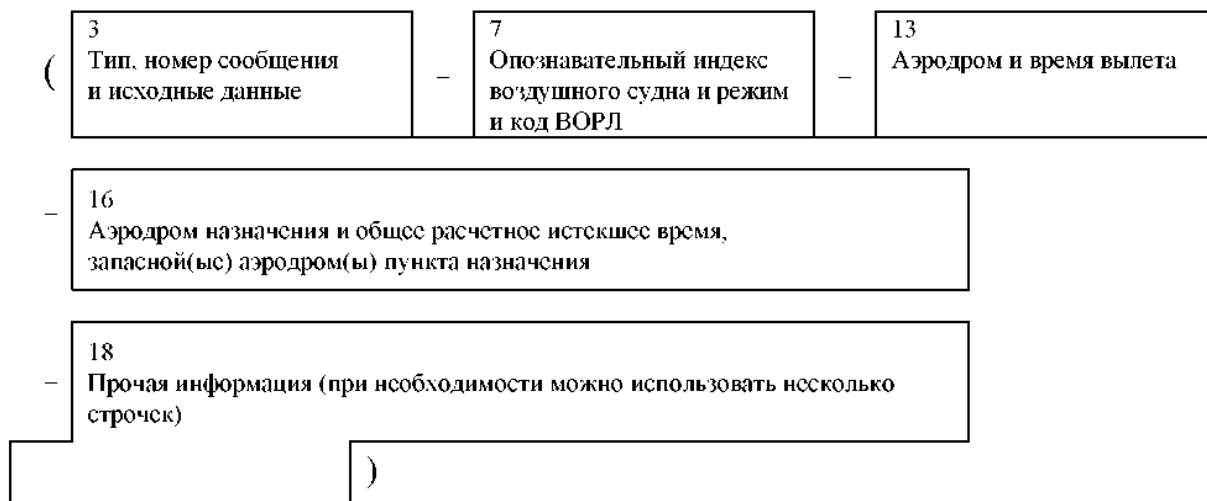 3 7 13
( Тип, номер сообщения – Опознавательный индекс – Аэродром и время вылета
и исходные данные воздушного судна и режим
и код ВОРЛ
16
– Аэродром назначения и общее расчетное истекшее время,
запасной(ые) аэродром(ы) пункта назначения
18
– Прочая информация (при необходимости можно использовать несколько
строчек)
)